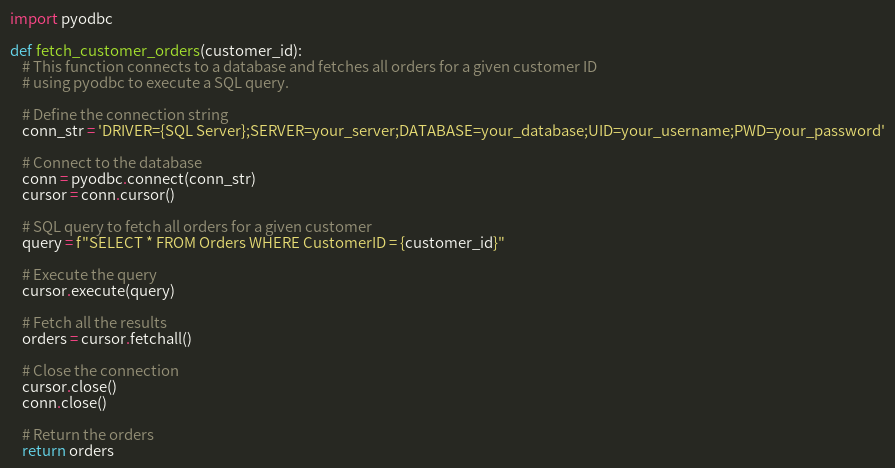 import pyodbc
def fetch_customer_orders(customer_id):
# This function connects to a database and fetches all orders for a given customer ID
# using pyodbc to execute a SQL query.
# Define the connection string
conn_str = 'DRIVER={SQL Server};SERVER=your_server;DATABASE=your_database;UID=your_username;PWD=your_password'
# Connect to the database
conn = pyodbc.connect(conn_str)
cursor = conn.cursor()
# SQL query to fetch all orders for a given customer
query = f"SELECT * FROM Orders WHERE CustomerID = {customer_id}"
# Execute the query
cursor.execute(query)
# Fetch all the results
orders = cursor.fetchall()
# Close the connection
cursor.close()
conn.close()
# Return the orders
return orders